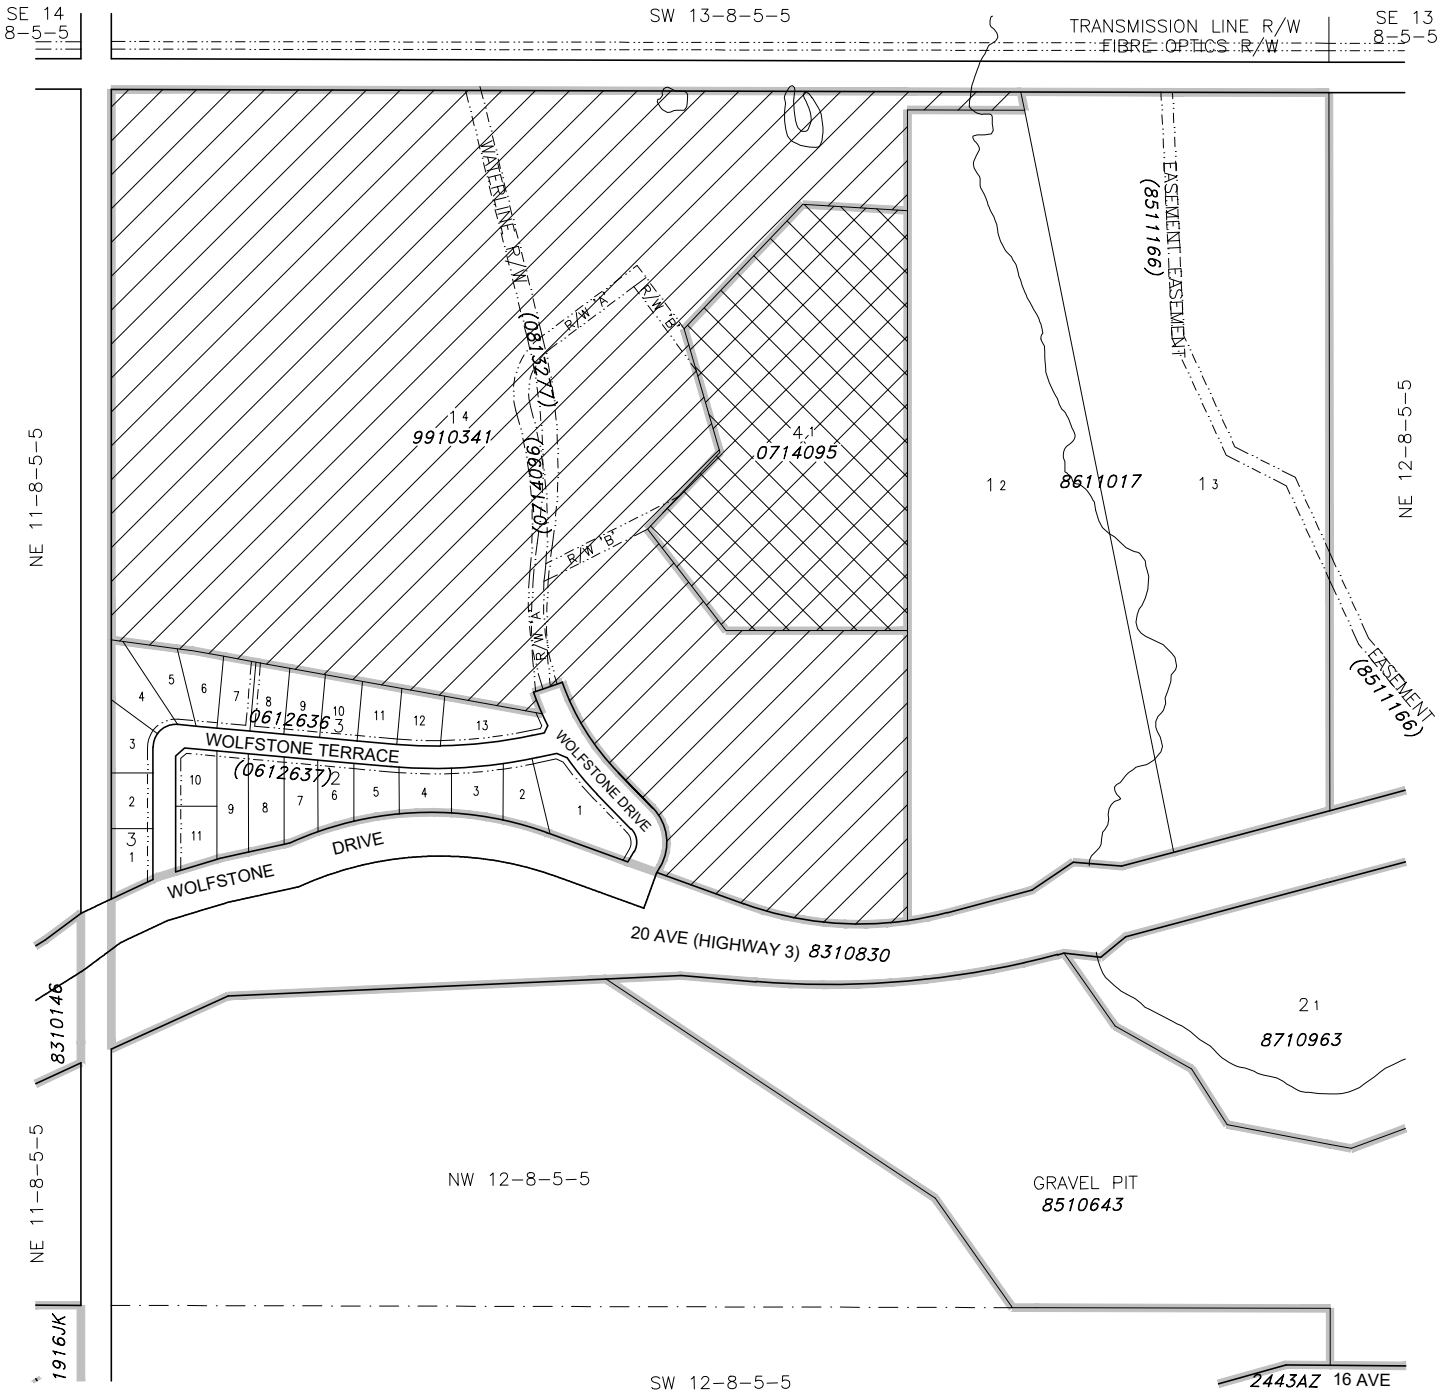 SE 14
8-5-5
SW 13-8-5-5
TRANSMISSION LINE R/W
FIBRE OPTICS R/W
SE 13
8-5-5
WATERLINE R/W
(0813277)
R/W 'A'
R/W 'B'
EASEMENT EASEMENT
(8511166)
14
9910341
(0714096)
41
0714095
12
8611017
13
NE 11-8-5-5
NE 12-8-5-5
R/W 'B'
R/W 'A'
EASEMENT
(8511166)
4
5
6
7
8
9
10
11
12
13
0612636
3
WOLFSTONE TERRACE
(0612637)
2
WOLFSTONE DRIVE
3
2
3
1
10
11
9
8
7
6
5
4
3
2
1
WOLFSTONE DRIVE
20 AVE (HIGHWAY 3) 8310830
8310146
21
8710963
NE 11-8-5-5
NW 12-8-5-5
GRAVEL PIT
8510643
1916JK
SW 12-8-5-5
2443AZ 16 AVE